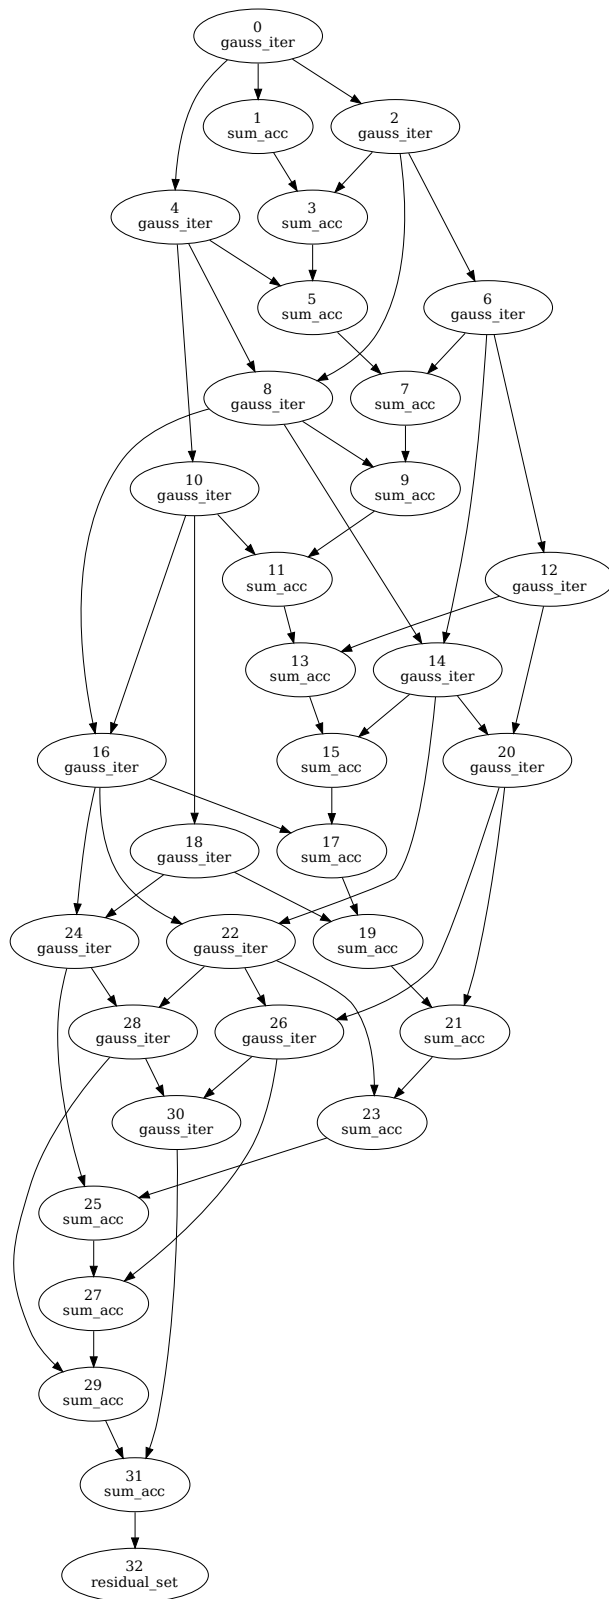 0
gauss_iter
1
sum_acc
2
gauss_iter
4
gauss_iter
3
sum_acc
5
sum_acc
6
gauss_iter
8
gauss_iter
7
sum_acc
10
gauss_iter
9
sum_acc
11
sum_acc
12
gauss_iter
13
sum_acc
14
gauss_iter
16
gauss_iter
15
sum_acc
20
gauss_iter
18
gauss_iter
17
sum_acc
24
gauss_iter
22
gauss_iter
19
sum_acc
28
gauss_iter
26
gauss_iter
21
sum_acc
30
gauss_iter
23
sum_acc
25
sum_acc
27
sum_acc
29
sum_acc
31
sum_acc
32
residual_set